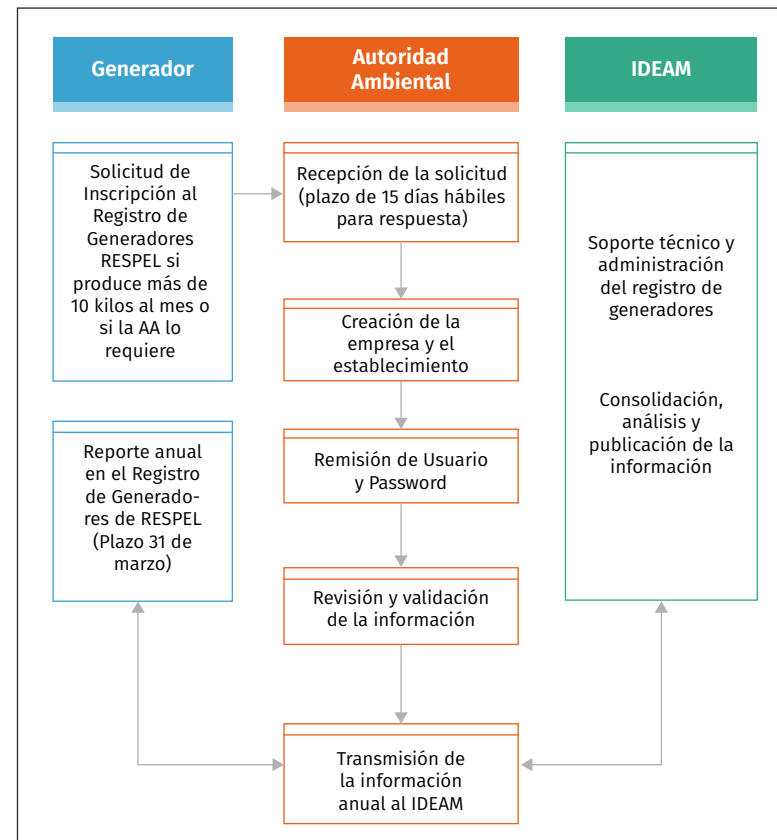 Generador
Autoridad
Ambiental
IDEAM
Solicitud de
Inscripción al
Registro de
Generadores
RESPEL si
produce más de
10 kilos al mes o
si la AA lo
requiere
Reporte anual
en el Registro
de Generado-
res de RESPEL
(Plazo 31 de
marzo)
Recepción de la solicitud
(plazo de 15 días hábiles
para respuesta)
Creación de la
empresa y el
establecimiento
Remisión de Usuario
y Password
Revisión y validación
de la información
Transmisión de
la información
anual al IDEAM
Soporte técnico y
administración
del registro de
generadores
Consolidación,
análisis y
publicación de la
información